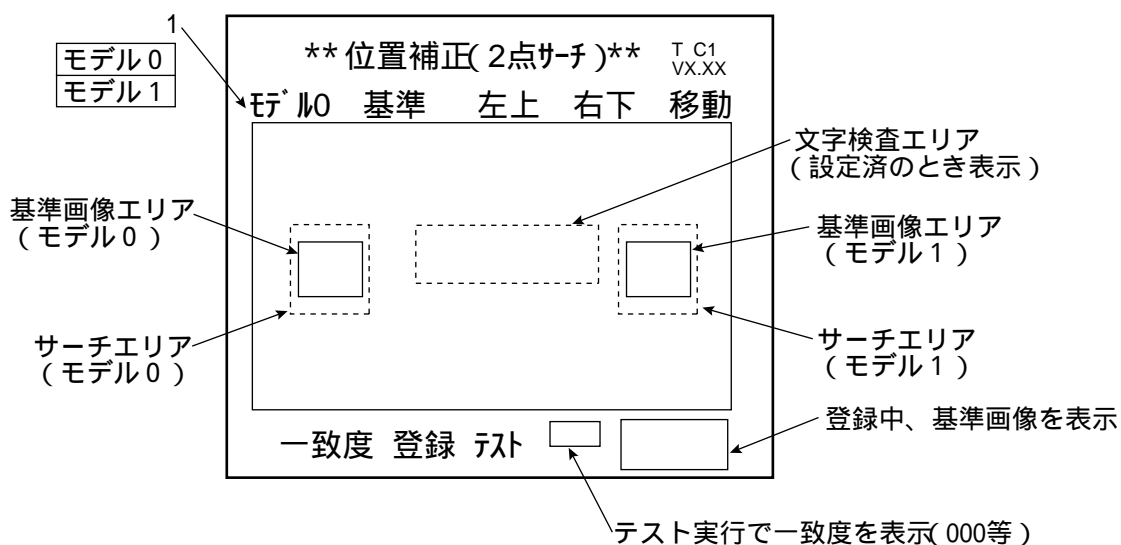 1
モデル0
モデル1
**位置補正(2点ｻｰﾁ)**
T C1
VX.XX
ﾓﾃﾞﾙ0 基準 左上 右下 移動
文字検査エリア
(設定済のとき表示)
基準画像エリア
(モデル0)
基準画像エリア
(モデル1)
サーチエリア
(モデル0)
サーチエリア
(モデル1)
登録中、基準画像を表示
一致度 登録 ﾃｽﾄ
テスト実行で一致度を表示(000等)